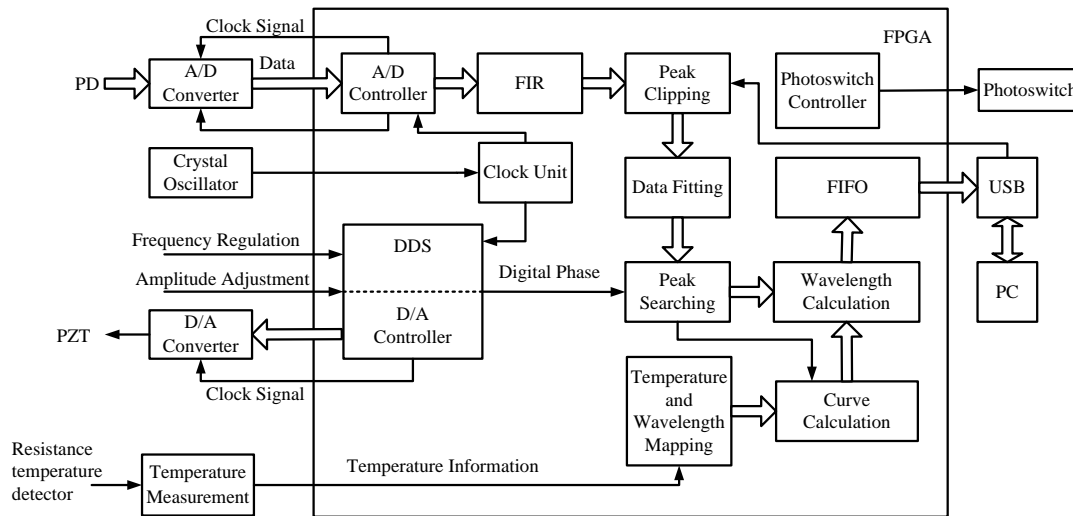 Clock Signal
FPGA
PD
A/D
Converter
Data
A/D
Controller
FIR
Peak
Clipping
Photoswitch
Controller
Photoswitch
Crystal
Oscillator
Clock Unit
Data Fitting
FIFO
USB
Frequency Regulation
DDS
Amplitude Adjustment
Digital Phase
Peak
Searching
Wavelength
Calculation
PC
PZT
D/A
Converter
D/A
Controller
Clock Signal
Temperature
and
Wavelength
Mapping
Curve
Calculation
Resistance
temperature
detector
Temperature
Measurement
Temperature Information